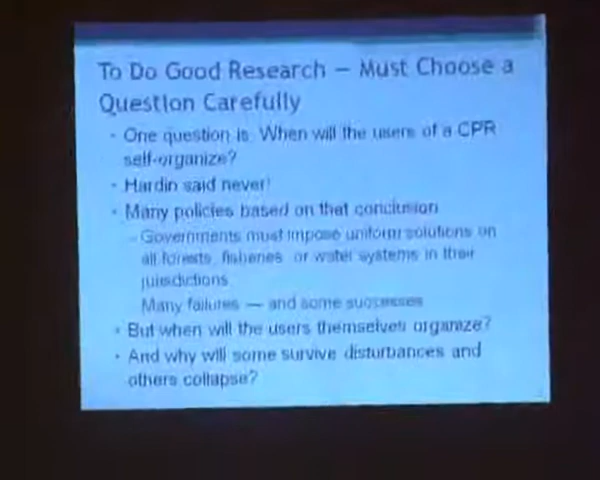 To Do Good Research – Must Choose a
Question Carefully
• One question is: When will the users of a CPR
self-organize?
• Hardin said never!
• Many policies based on that conclusion
– Governments must impose uniform solutions on
all forests, fisheries, or water systems in their
jurisdictions
Many failures — and some successes
• But when will the users themselves organize?
• And why will some survive disturbances and
others collapse?